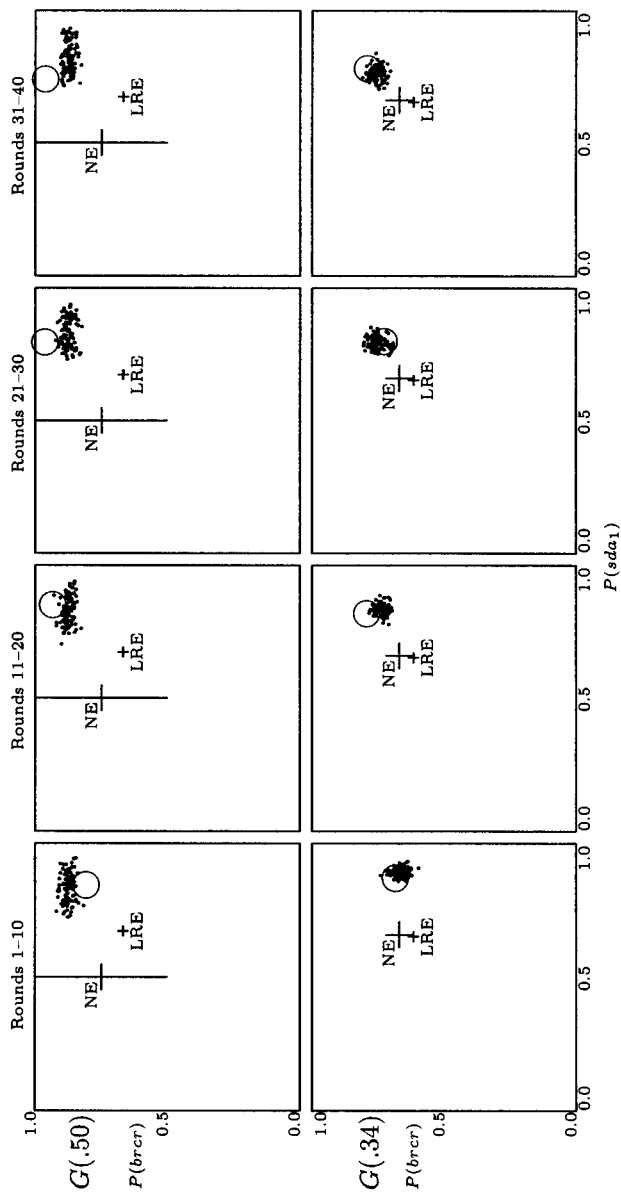 Rounds 1–10
Rounds 11–20
Rounds 21–30
Rounds 31–40
G(.50)
P(brcr)
1.0
0.5
0.0
NE
LRE
NE
LRE
NE
LRE
NE
LRE
G(.34)
P(brcr)
1.0
0.5
0.0
NE
LRE
NE
LRE
NE
LRE
NE
LRE
0.0
0.5
1.0
0.0
0.5
1.0
0.0
0.5
1.0
0.0
0.5
1.0
P(sda₁)